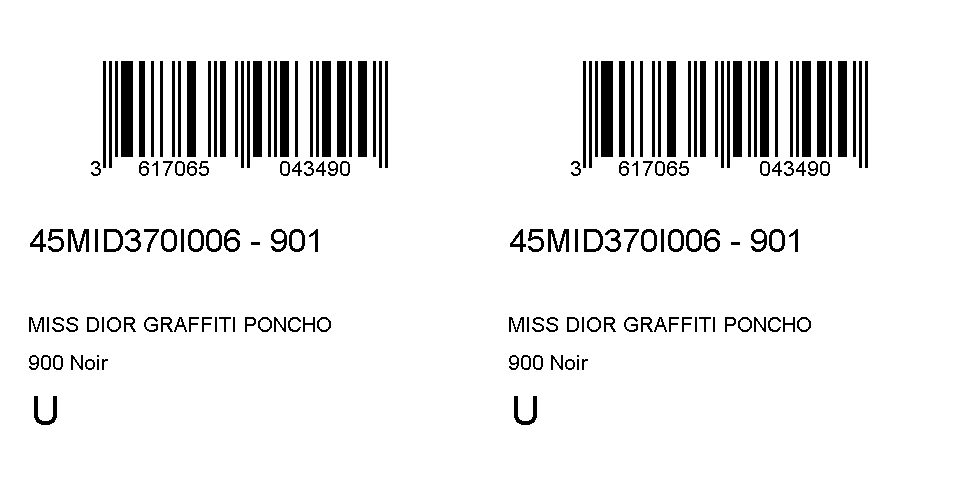 3 617065 043490
45MID370I006 - 901
MISS DIOR GRAFFITI PONCHO
900 Noir
U
3 617065 043490
45MID370I006 - 901
MISS DIOR GRAFFITI PONCHO
900 Noir
U